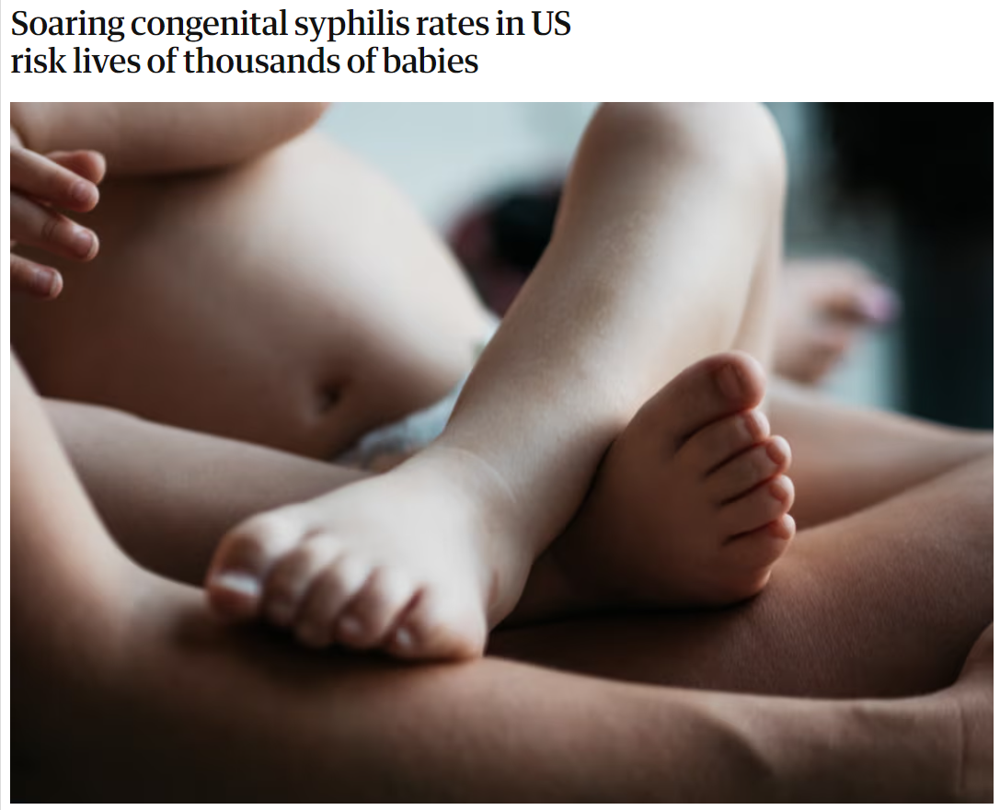 Soaring congenital syphilis rates in US
risk lives of thousands of babies